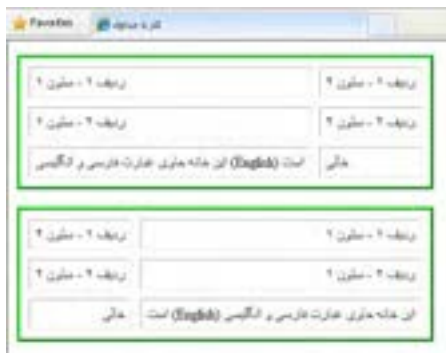 Favorites
ردیف ۱ - ستون ۱ ردیف ۱ - ستون ۲
ردیف ۲ - ستون ۱ ردیف ۲ - ستون ۲
است (English) این خانه حاوی عبارت فارسی و انگلیسی خالی
ردیف ۱ - ستون ۱ ردیف ۱ - ستون ۲
ردیف ۲ - ستون ۱ ردیف ۲ - ستون ۲
این خانه حاوی عبارت فارسی و انگلیسی (English) است خالی